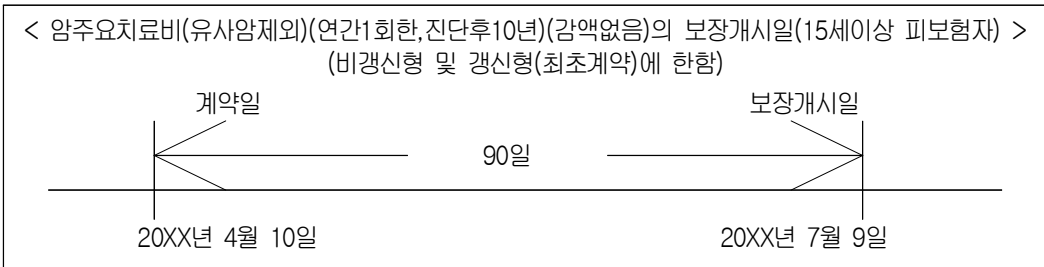 < 암주요치료비(유사암제외)(연간1회한,진단후10년)(감액없음)의 보장개시일(15세이상 피보험자) >
(비갱신형 및 갱신형(최초계약)에 한함)
계약일 보장개시일
90일
20XX년 4월 10일 20XX년 7월 9일